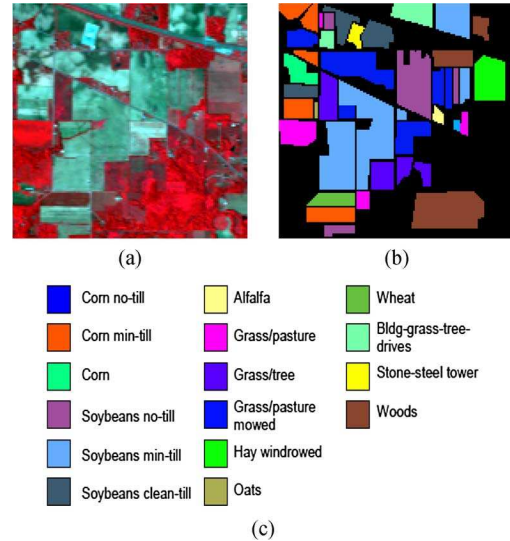 (a)
(b)
Corn no-till
Corn min-till
Corn
Soybeans no-till
Soybeans min-till
Soybeans clean-till
Alfalfa
Grass/pasture
Grass/tree
Grass/pasture
mowed
Hay windrowed
Oats
Wheat
Bldg-grass-tree-
drives
Stone-steel tower
Woods
(c)